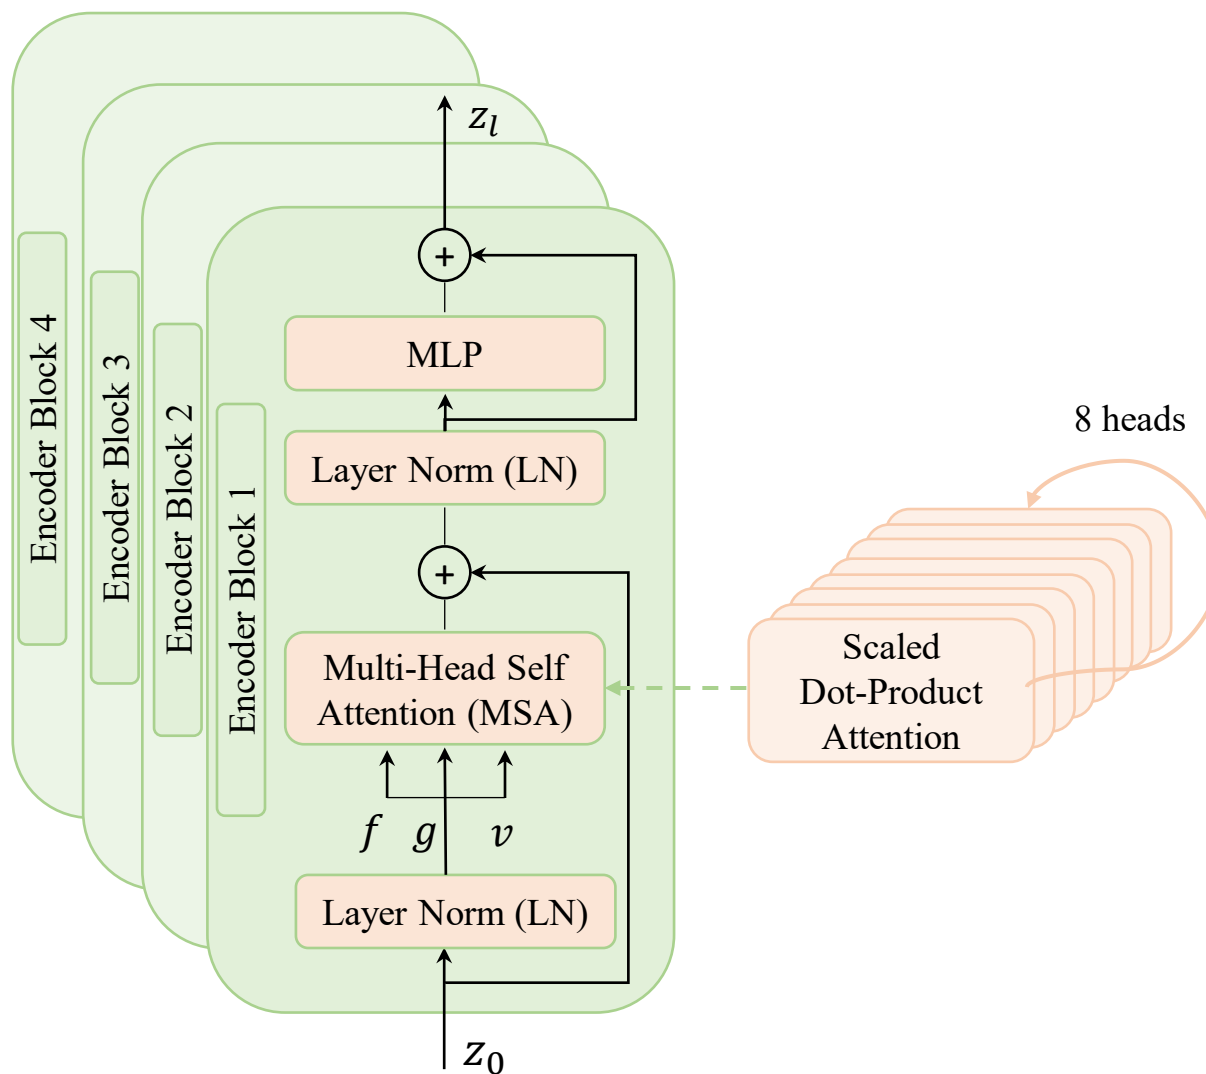 z_l
+
MLP
Layer Norm (LN)
+
Multi-Head Self
Attention (MSA)
f g v
Layer Norm (LN)
z_0
Encoder Block 4
Encoder Block 3
Encoder Block 2
Encoder Block 1
8 heads
Scaled
Dot-Product
Attention